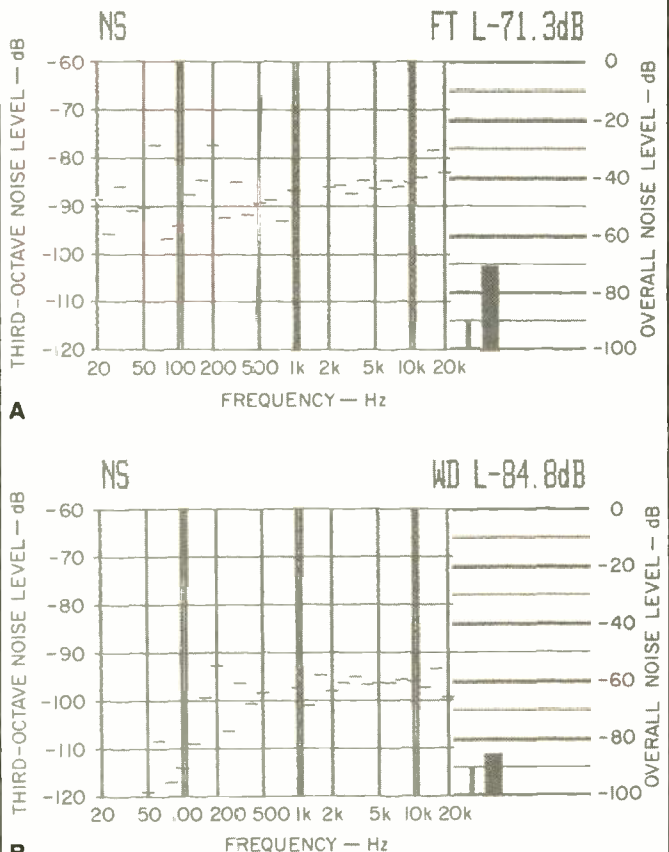 NS FT L-71.3dB
THIRD-OCTAVE NOISE LEVEL — dB
-60
-70
-80
-90
-100
-110
-120
0
-20
-40
-60
-80
-100
OVERALL NOISE LEVEL — dB
20 50 100 200 500 1k 2k 5k 10k 20k
FREQUENCY — Hz
A
NS WD L-84.8dB
THIRD-OCTAVE NOISE LEVEL — dB
-60
-70
-80
-90
-100
-110
-120
0
-20
-40
-60
-80
-100
OVERALL NOISE LEVEL — dB
20 50 100 200 500 1k 2k 5k 10k 20k
FREQUENCY — Hz
B